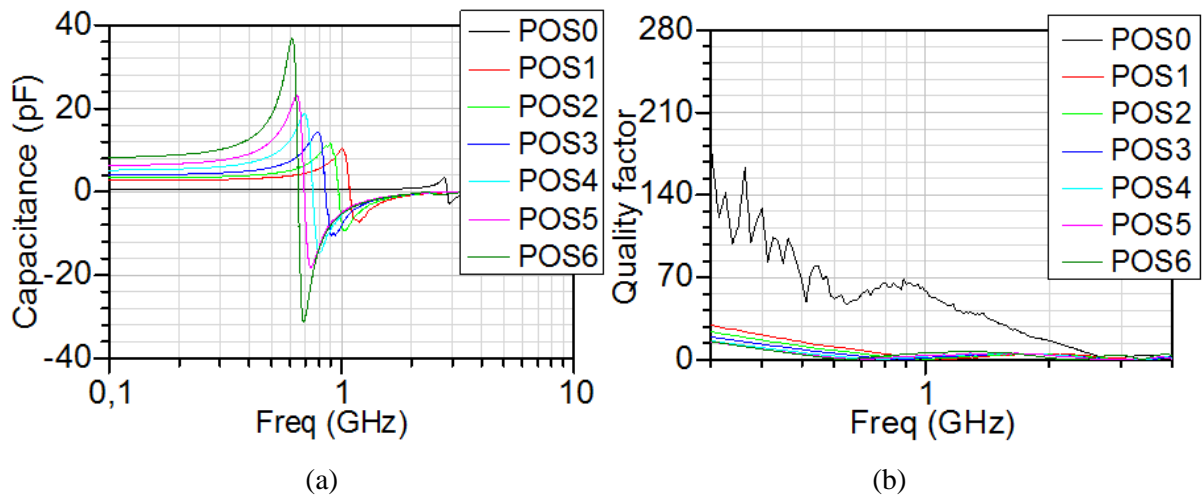 Capacitance (pF)
40
20
0
-20
-40
0,1
1
10
Freq (GHz)
POS0
POS1
POS2
POS3
POS4
POS5
POS6
(a)
Quality factor
280
210
140
70
0
1
Freq (GHz)
POS0
POS1
POS2
POS3
POS4
POS5
POS6
(b)